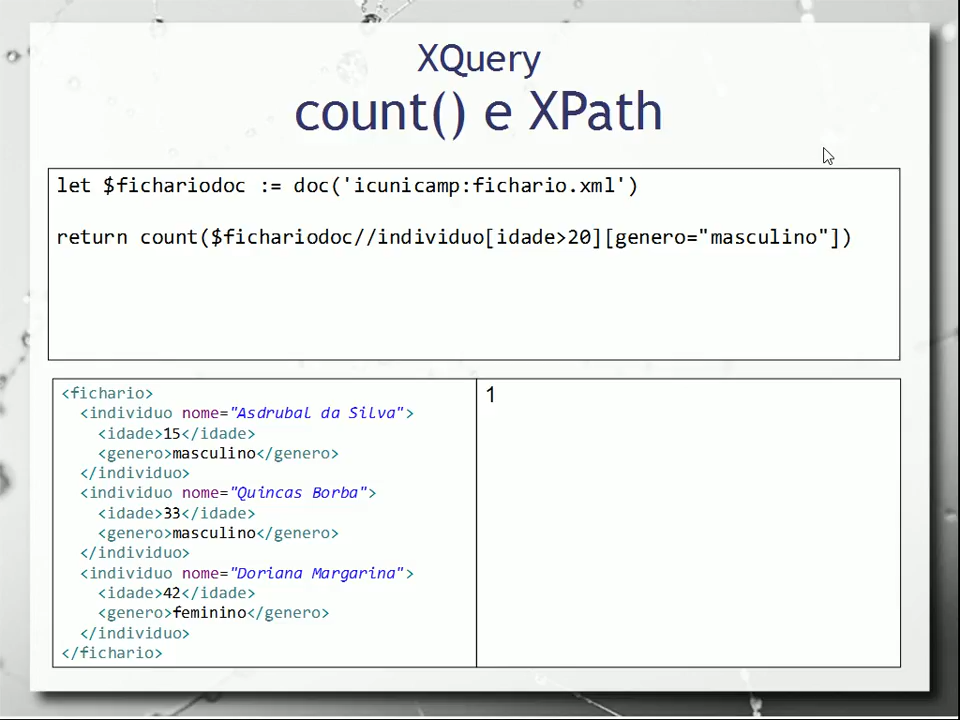 XQuery
count() e XPath
let $fichariodoc := doc('icunicamp:fichario.xml')
return count($fichariodoc//individuo[idade>20][genero="masculino"])
<fichario>
<individuo nome="Asdrubal da Silva">
<idade>15</idade>
<genero>masculino</genero>
</individuo>
<individuo nome="Quincas Borba">
<idade>33</idade>
<genero>masculino</genero>
</individuo>
<individuo nome="Doriana Margarina">
<idade>42</idade>
<genero>feminino</genero>
</individuo>
</fichario>
1